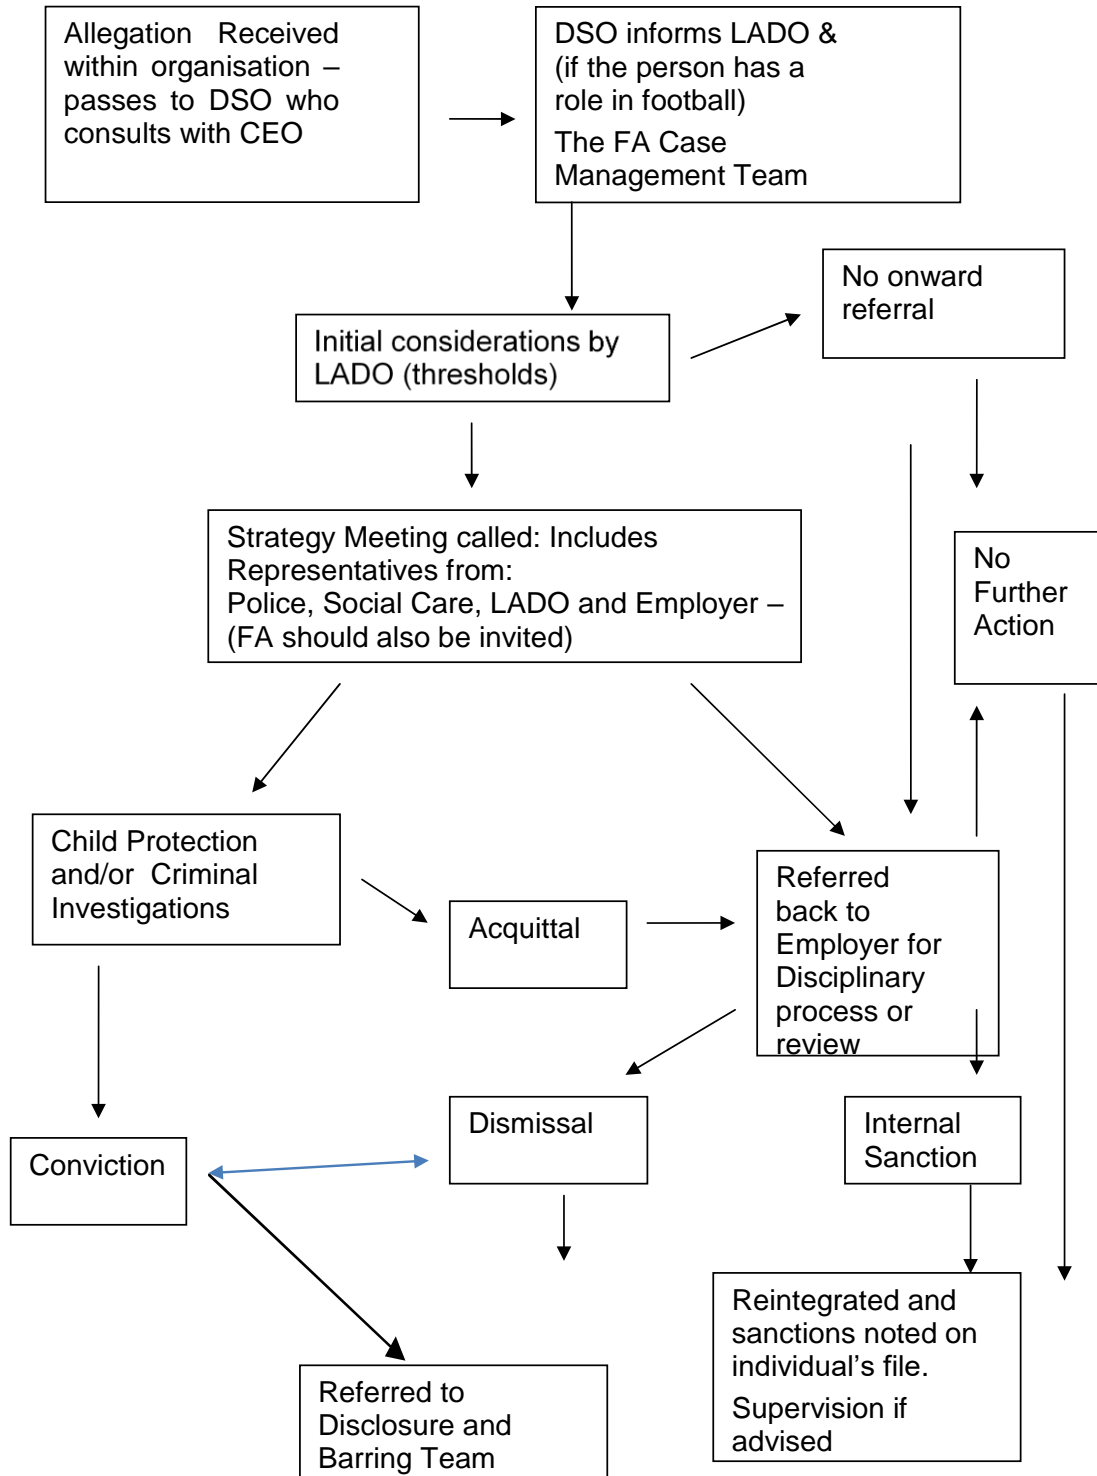 Allegation Received
within organisation –
passes to DSO who
consults with CEO
DSO informs LADO &
(if the person has a
role in football)
The FA Case
Management Team
No onward
referral
Initial considerations by
LADO (thresholds)
Strategy Meeting called: Includes
Representatives from:
Police, Social Care, LADO and Employer –
(FA should also be invited)
No
Further
Action
Child Protection
and/or Criminal
Investigations
Acquittal
Referred
back to
Employer for
Disciplinary
process or
review
Conviction
Dismissal
Internal
Sanction
Referred to
Disclosure and
Barring Team
Reintegrated and
sanctions noted on
individual’s file.
Supervision if
advised